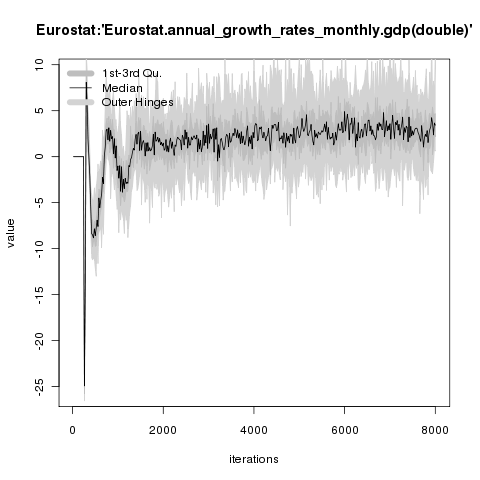 Eurostat:'Eurostat.annual_growth_rates_monthly.gdp(double)'
1st-3rd Qu.
Median
Outer Hinges
10
5
0
-5
-10
-15
-20
-25
value
0 2000 4000 6000 8000
iterations